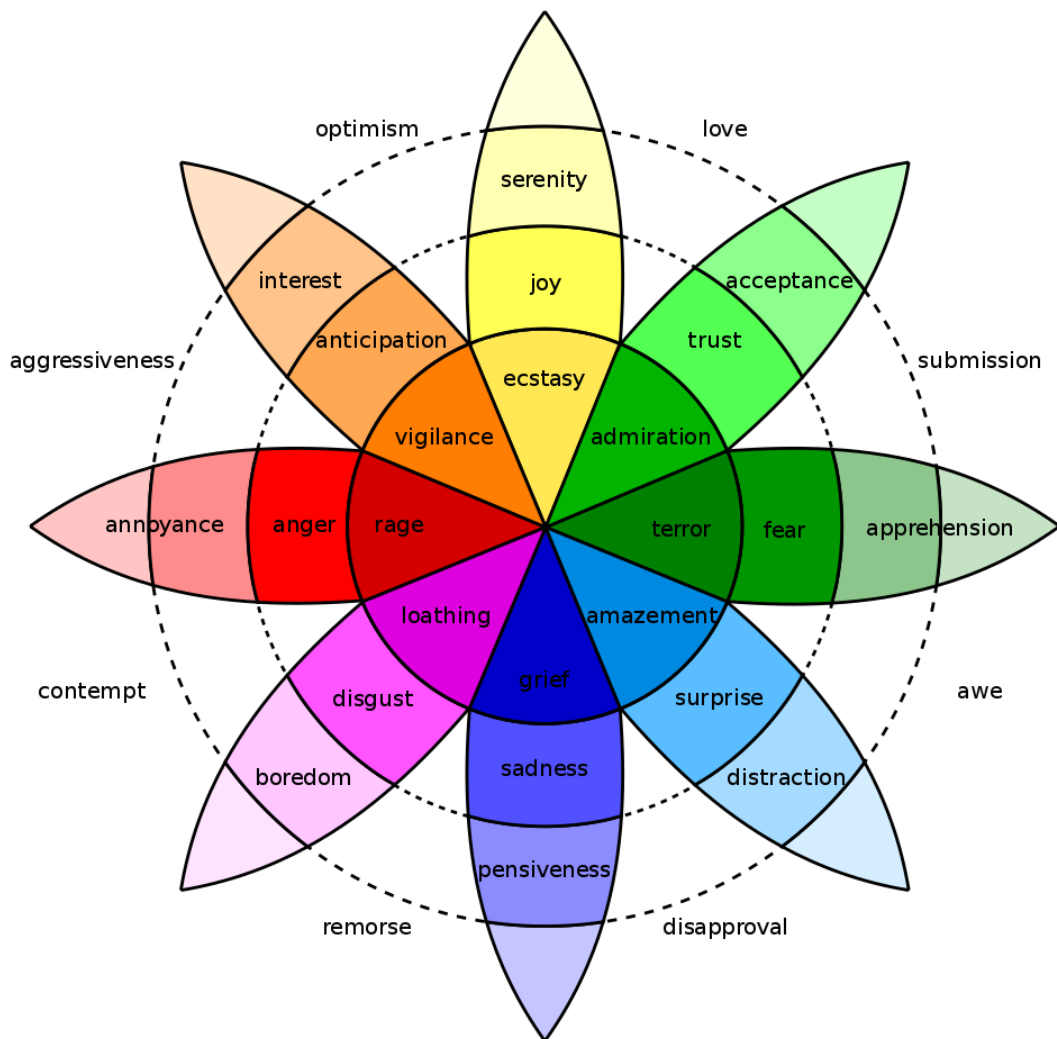 optimism
love
serenity
interest
joy
acceptance
anticipation
trust
aggressiveness
submission
ecstasy
vigilance
admiration
annoyance
anger
rage
terror
fear
apprehension
loathing
amazement
contempt
grief
awe
disgust
surprise
sadness
boredom
distraction
pensiveness
remorse
disapproval